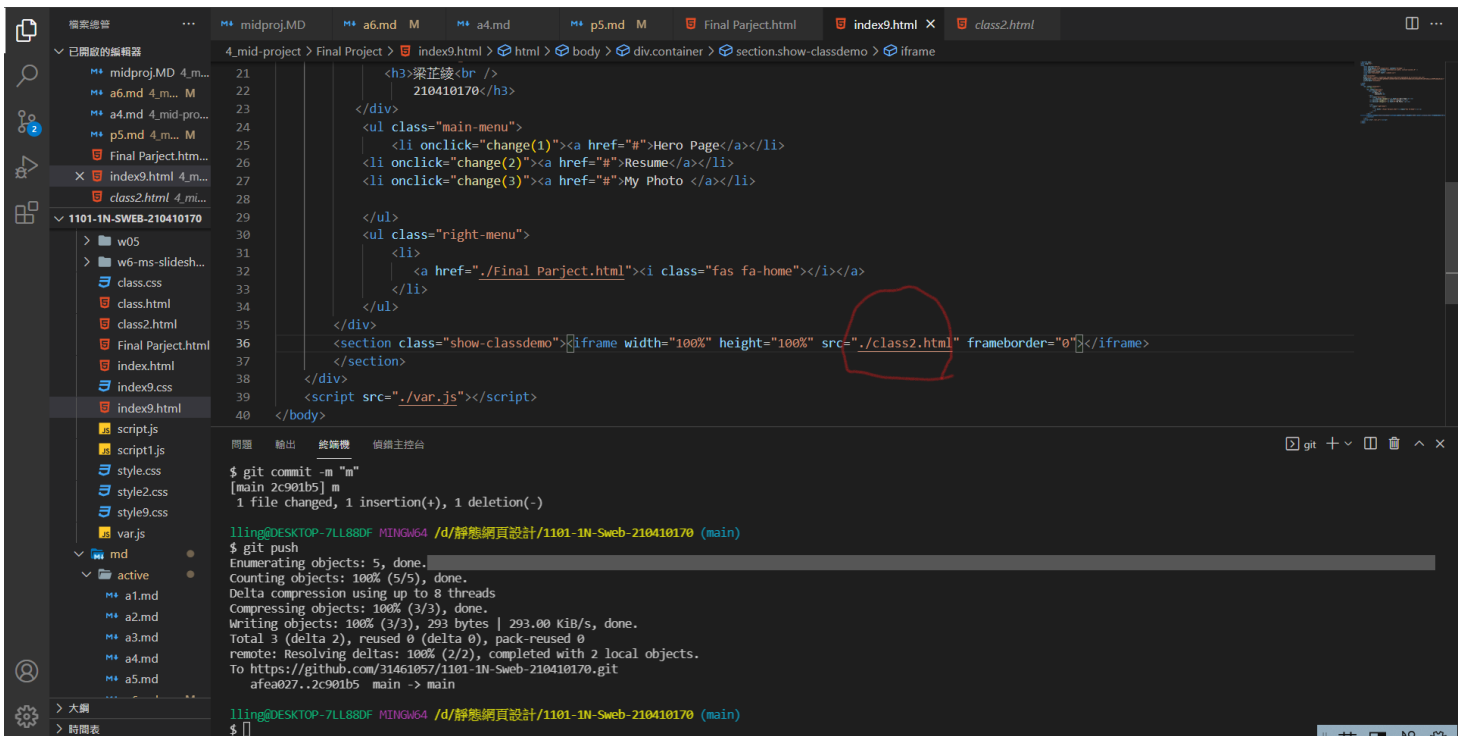 檔案總管 ···
midproj.MD a6.md M a4.md p5.md M Final Parject.html index9.html class2.html
已開啟的編輯器
4_mid-project > Final Project > index9.html > html > body > div.container > section.show-classdemo > iframe
midproj.MD 4_m...
a6.md 4_m... M
a4.md 4_mid-pro...
p5.md 4_m... M
Final Parject.htm...
index9.html 4_m...
class2.html 4_mi...
1101-1N-SWEB-210410170
w05
w6-ms-slidesh...
class.css
class.html
class2.html
Final Parject.html
index.html
index9.css
index9.html
script.js
script1.js
style.css
style2.css
style9.css
var.js
md
active
a1.md
a2.md
a3.md
a4.md
a5.md
大綱
時間表
2
21 <h3>梁芷綾<br />
22 210410170</h3>
23 </div>
24 <ul class="main-menu">
25 <li onclick="change(1)"><a href="#">Hero Page</a></li>
26 <li onclick="change(2)"><a href="#">Resume</a></li>
27 <li onclick="change(3)"><a href="#">My Photo </a></li>
28
29 </ul>
30 <ul class="right-menu">
31 <li>
32 <a href="./Final Parject.html"><i class="fas fa-home"></i></a>
33 </li>
34 </ul>
35 </div>
36 <section class="show-classdemo"><iframe width="100%" height="100%" src="./class2.html" frameborder="0"></iframe>
37 </section>
38 </div>
39 <script src="./var.js"></script>
40 </body>
問題 輸出 終端機 偵錯主控台 git
$ git commit -m "m"
[main 2c901b5] m
1 file changed, 1 insertion(+), 1 deletion(-)
lling@DESKTOP-7LL88DF MINGW64 /d/靜態網頁設計/1101-1N-Sweb-210410170 (main)
$ git push
Enumerating objects: 5, done.
Counting objects: 100% (5/5), done.
Delta compression using up to 8 threads
Compressing objects: 100% (3/3), done.
Writing objects: 100% (3/3), 293 bytes | 293.00 KiB/s, done.
Total 3 (delta 2), reused 0 (delta 0), pack-reused 0
remote: Resolving deltas: 100% (2/2), completed with 2 local objects.
To https://github.com/31461057/1101-1N-Sweb-210410170.git
afea027..2c901b5 main -> main
lling@DESKTOP-7LL88DF MINGW64 /d/靜態網頁設計/1101-1N-Sweb-210410170 (main)
$